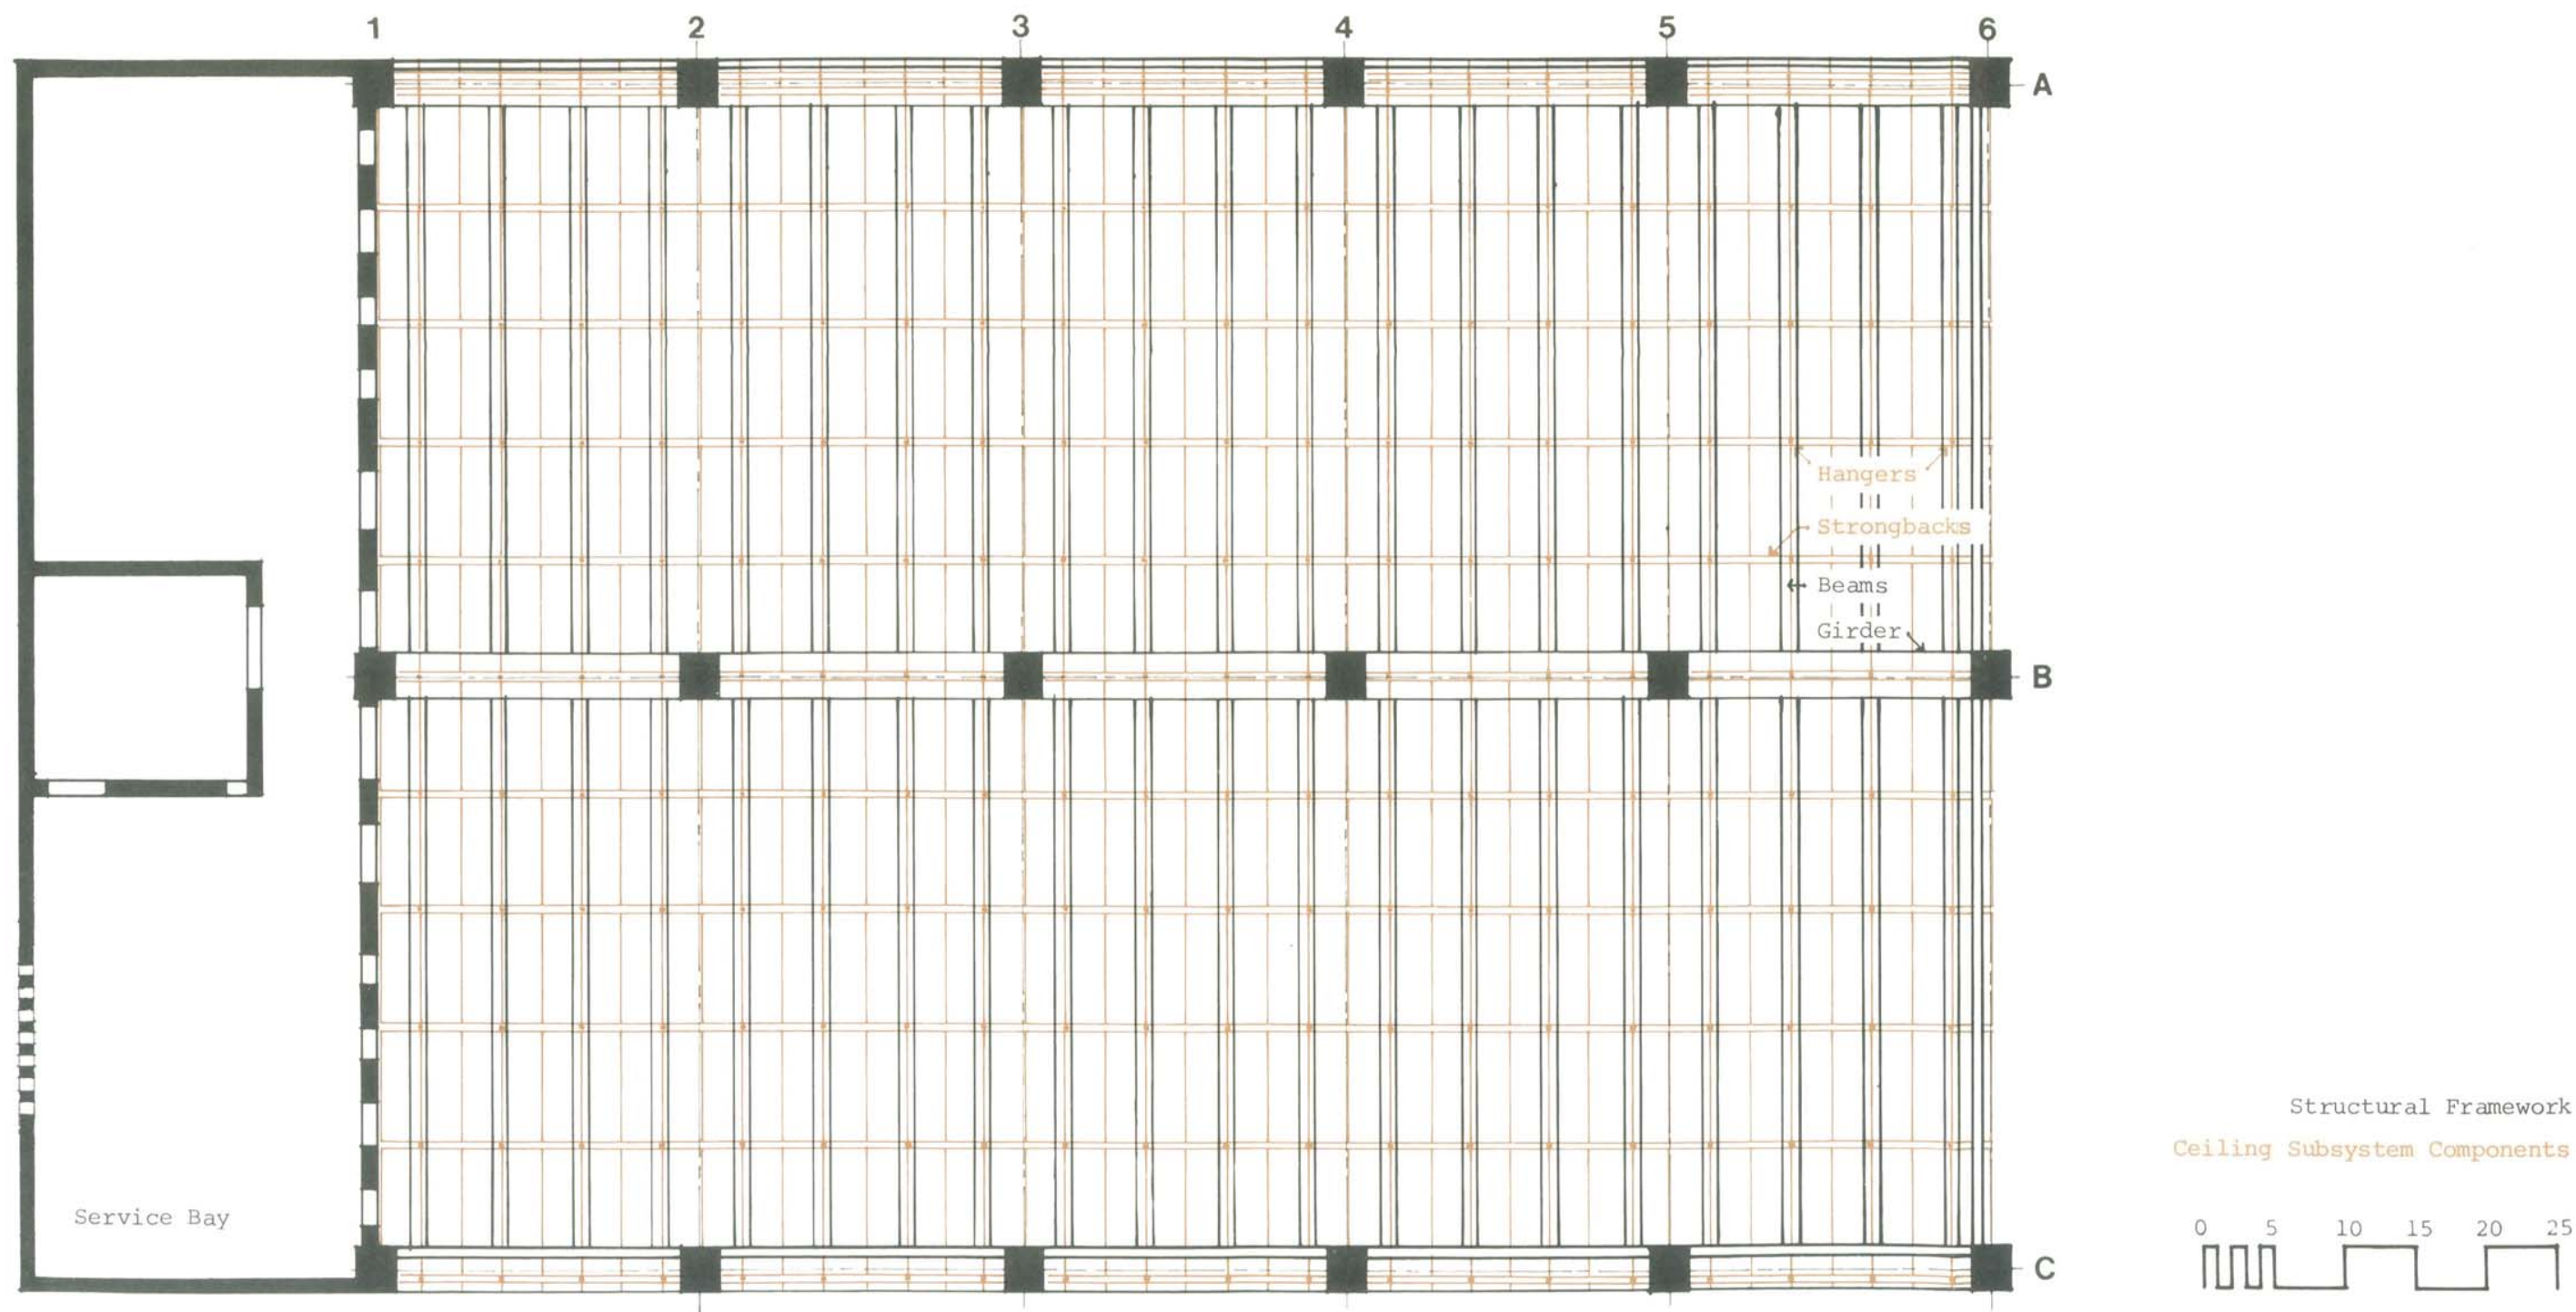 1 2 3 4 5 6
A
Hangers
Strongbacks
Beams
Girder
B
Structural Framework
Ceiling Subsystem Components
Service Bay
0 5 10 15 20 25
C